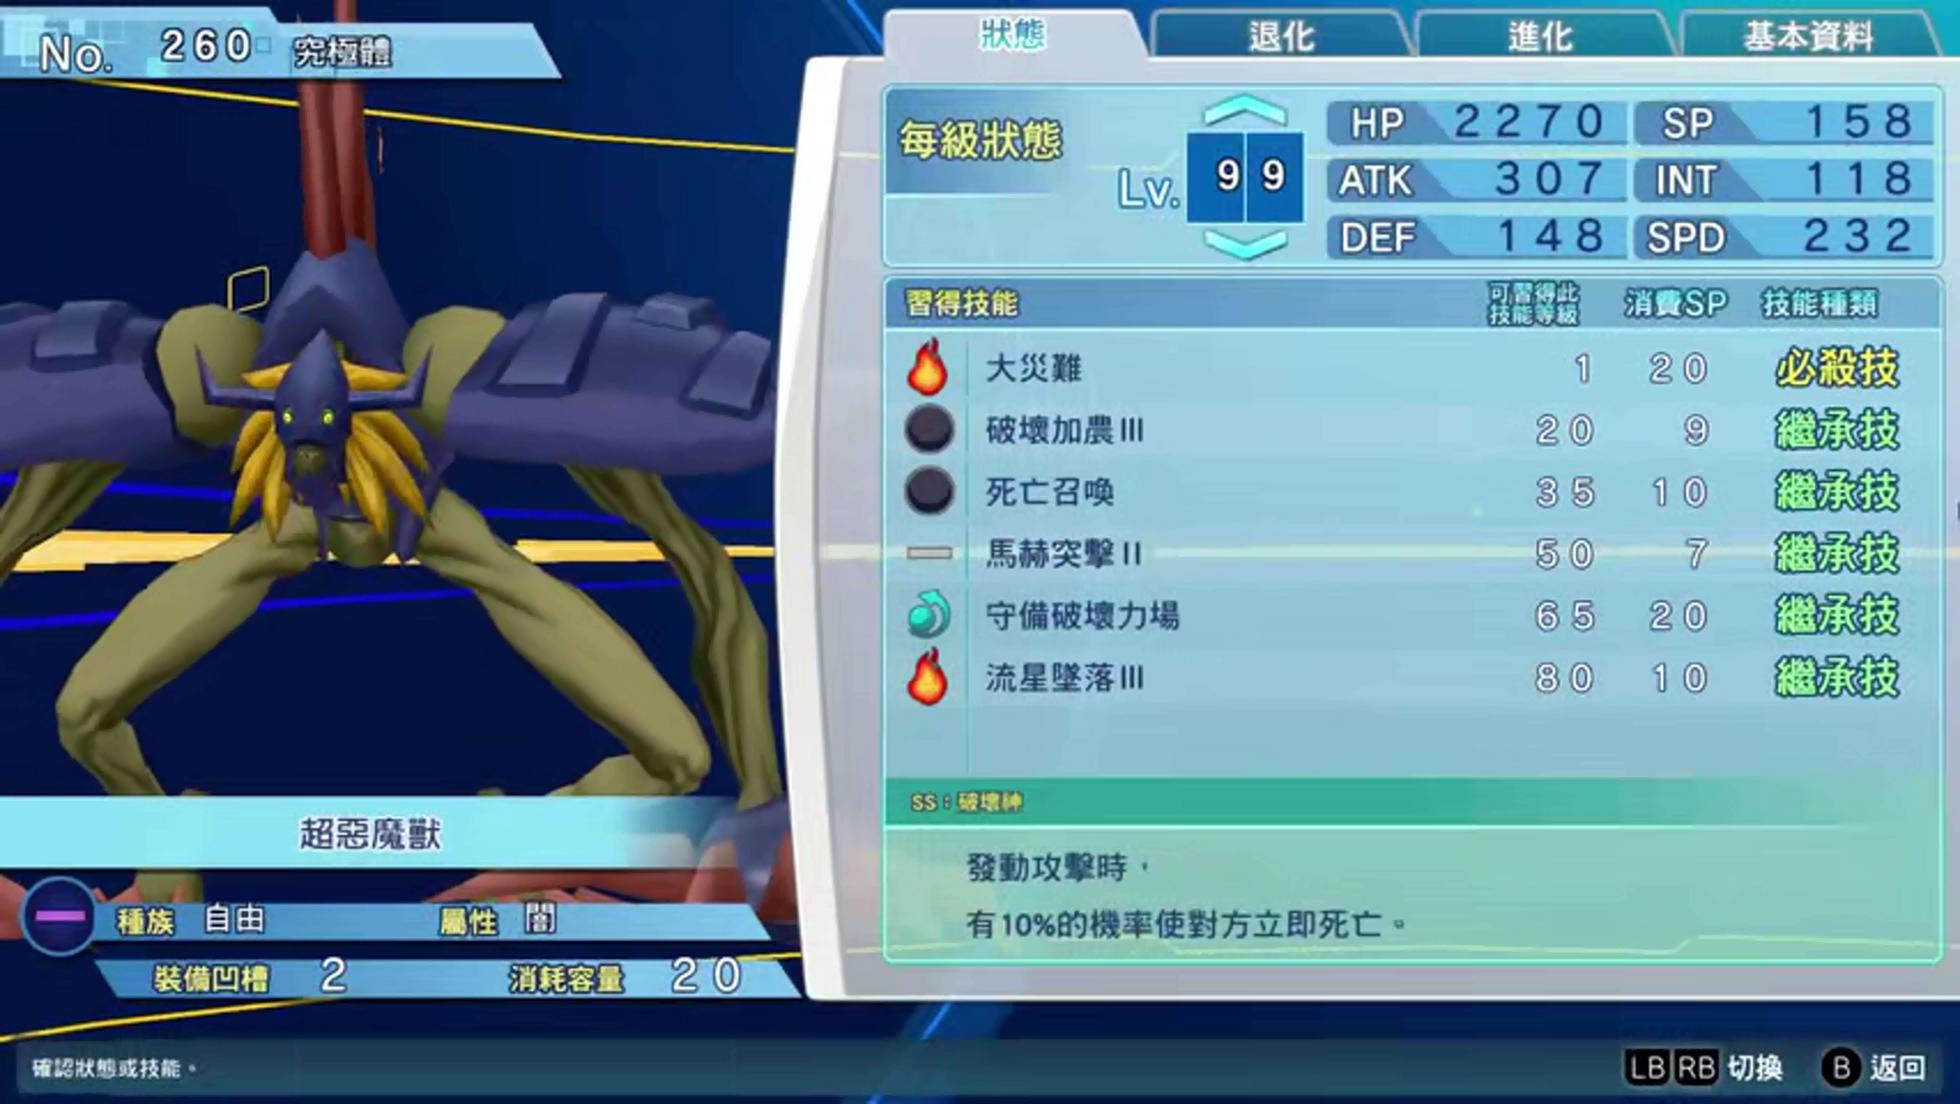 No. 260 究極體
狀態
退化
進化
基本資料
每級狀態
Lv. 99
HP 2270
SP 158
ATK 307
INT 118
DEF 148
SPD 232
習得技能
可習得此
技能等級
消費SP
技能種類
大災難 1 20 必殺技
破壞加農III 20 9 繼承技
死亡召喚 35 10 繼承技
馬赫突擊II 50 7 繼承技
守備破壞力場 65 20 繼承技
流星墜落III 80 10 繼承技
SS：破壞神
發動攻擊時，
有10%的機率使對方立即死亡。
超惡魔獸
種族 自由 屬性 闇
裝備凹槽 2 消耗容量 20
確認狀態或技能。
LB RB 切換 B 返回